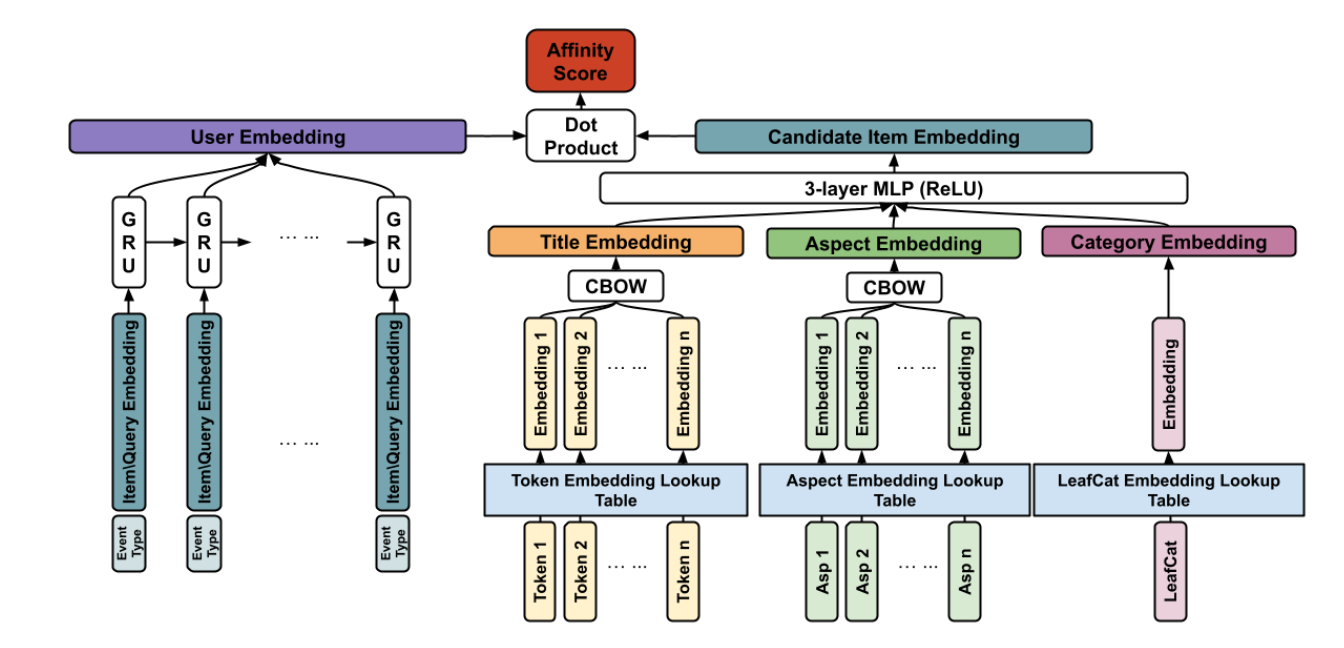 Affinity
Score
User Embedding
Dot
Product
Candidate Item Embedding
3-layer MLP (ReLU)
G
R
U
G
R
U
... ...
G
R
U
Title Embedding
Aspect Embedding
Category Embedding
CBOW
CBOW
Item\Query Embedding
Item\Query Embedding
... ...
Item\Query Embedding
Embedding 1
Embedding 2
... ...
Embedding n
Embedding 1
Embedding 2
... ...
Embedding n
Embedding
Token Embedding Lookup
Table
Aspect Embedding Lookup
Table
LeafCat Embedding Lookup
Table
Event
Type
Event
Type
Event
Type
Token 1
Token 2
... ...
Token n
Asp 1
Asp 2
... ...
Asp n
LeafCat